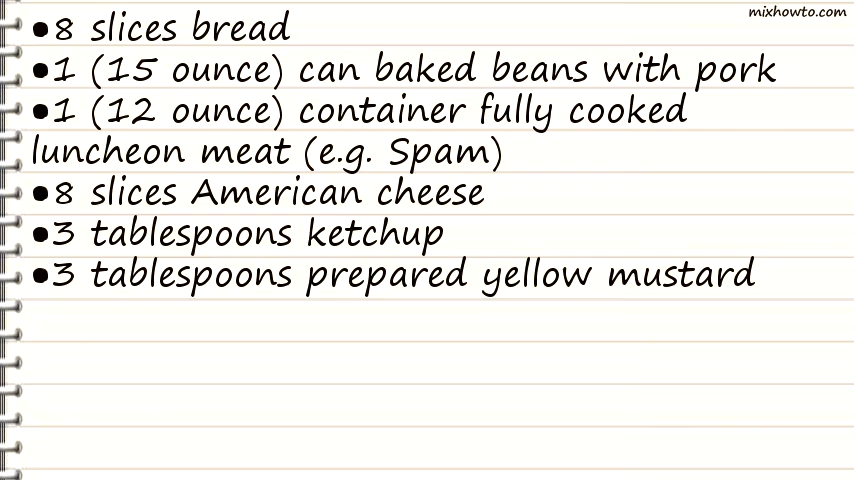 mixhowto.com
•8 slices bread
•1 (15 ounce) can baked beans with pork
•1 (12 ounce) container fully cooked
luncheon meat (e.g. Spam)
•8 slices American cheese
•3 tablespoons ketchup
•3 tablespoons prepared yellow mustard